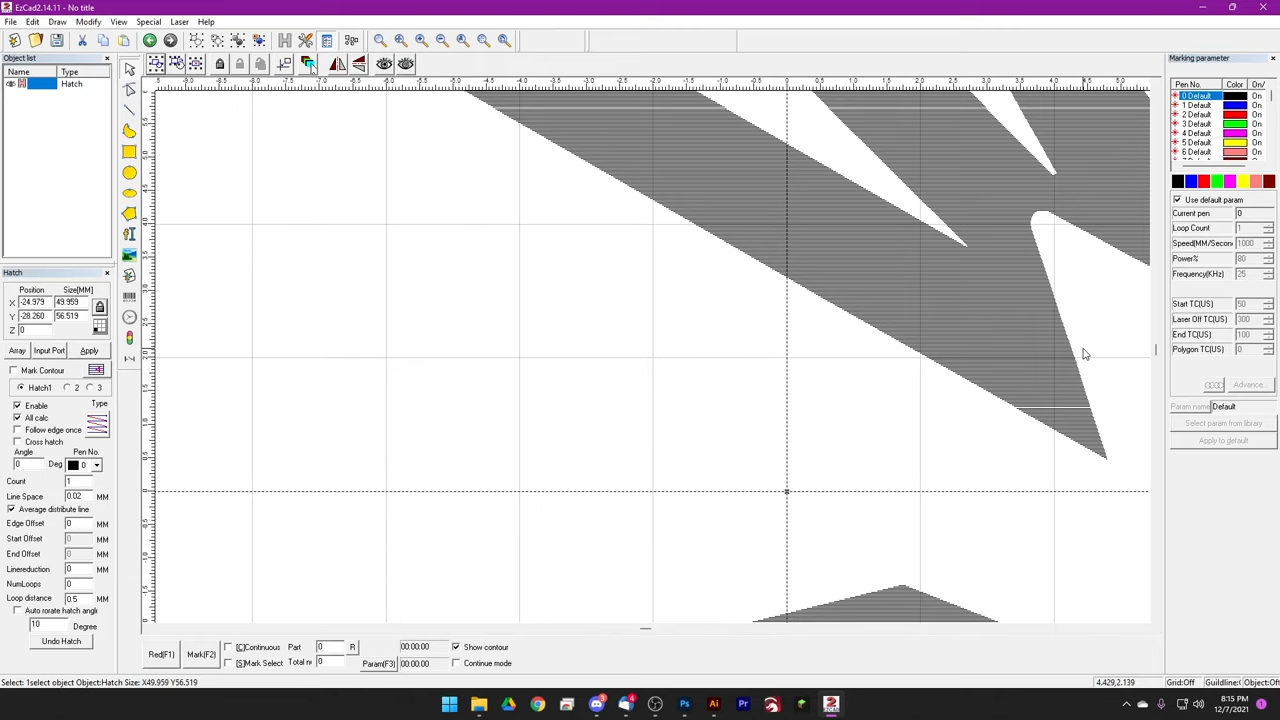 EzCad2.14.11 - No title
File Edit Draw Modify View Special Laser Help
Object list
Name Type
Hatch
Hatch
Position Size[MM]
X -24.979 49.959
Y -28.260 56.519
Z 0
Array Input Port Apply
Mark Contour
Hatch1 2 3
Enable Type
All calc
Follow edge once
Cross hatch
Angle Pen No.
0 Deg 0
Count 1
Line Space 0.02 MM
Average distribute line
Edge Offset 0 MM
Start Offset 0 MM
End Offset 0 MM
Linereduction 0 MM
NumLoops 0
Loop distance 0.5 MM
Auto rorate hatch angle
10 Degree
Undo Hatch
Red(F1) Mark(F2)
[C]Continuous Part 0 R 00:00:00 Show contour
[S]Mark Select Total nu 0 Param(F3) 00:00:00 Continue mode
Marking parameter
Pen No. Color On/
0 Default On
1 Default On
2 Default On
3 Default On
4 Default On
5 Default On
6 Default On
Use default param
Current pen 0
Loop Count 1
Speed(MM/Second 1000
Power% 80
Frequency(KHz) 25
Start TC(US) 50
Laser Off TC(US) 300
End TC(US) 100
Polygon TC(US) 0
Advance...
Param name Default
Select param from library
Apply to default
Select: 1select object Object:Hatch Size: X49.959 Y56.519
4.429,2.139 Grid:Off Guildline: Object:Off
8:15 PM
12/7/2021